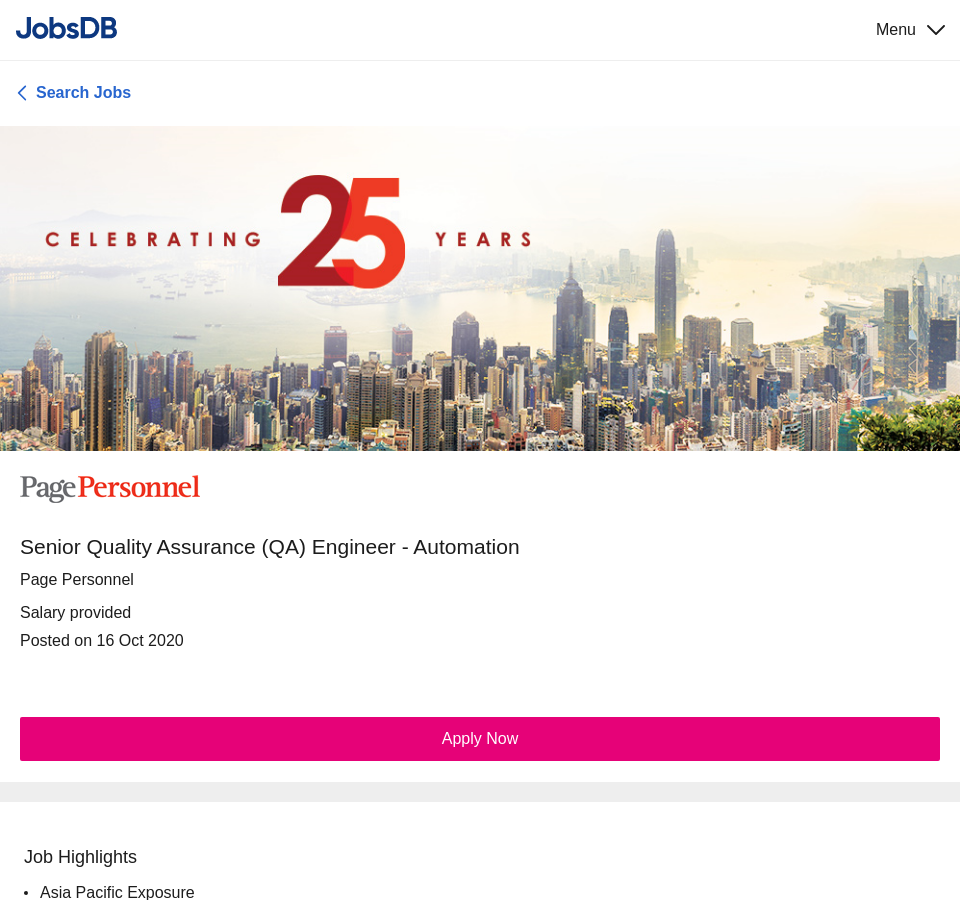 JobsDB
Menu
Search Jobs
CELEBRATING 25 YEARS
PagePersonnel
Senior Quality Assurance (QA) Engineer - Automation
Page Personnel
Salary provided
Posted on 16 Oct 2020
Apply Now
Job Highlights
• Asia Pacific Exposure